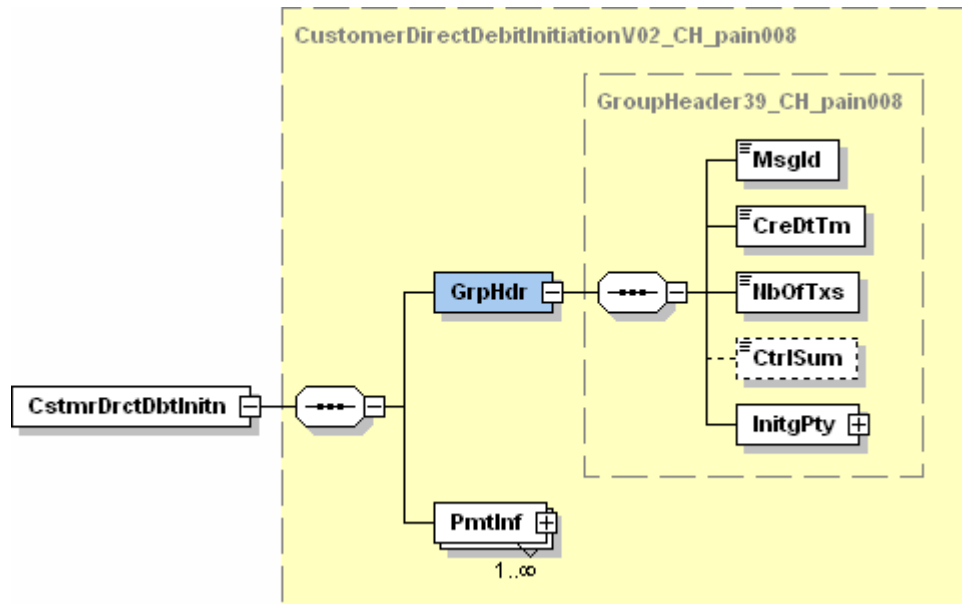 CustomerDirectDebitInitiationV02_CH_pain008
GroupHeader39_CH_pain008
MsgId
CreDtTm
GrpHdr
NbOfTxs
CtrlSum
CstmrDrctDbtInitn
InitgPty
PmtInf
1..∞